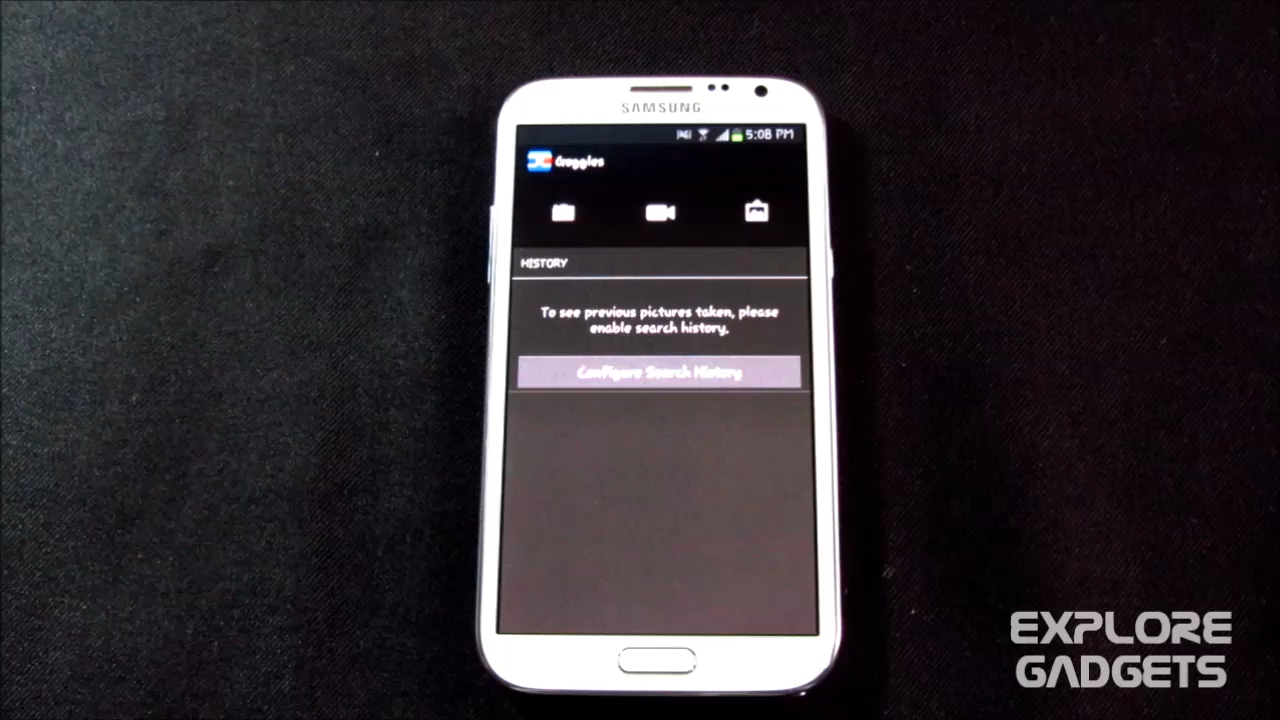 SAMSUNG
5:08 PM
Goggles
HISTORY
To see previous pictures taken, please
enable search history.
Configure Search History
EXPLORE
GADGETS